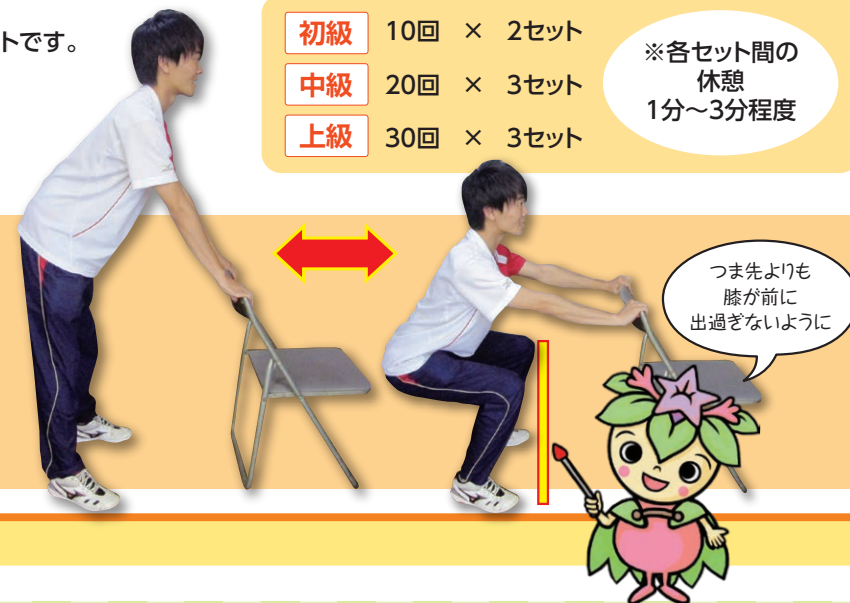 トです。
初級 10回 × 2セット
中級 20回 × 3セット
上級 30回 × 3セット
※各セット間の
休憩
1分～3分程度
つま先よりも
膝が前に
出過ぎないように